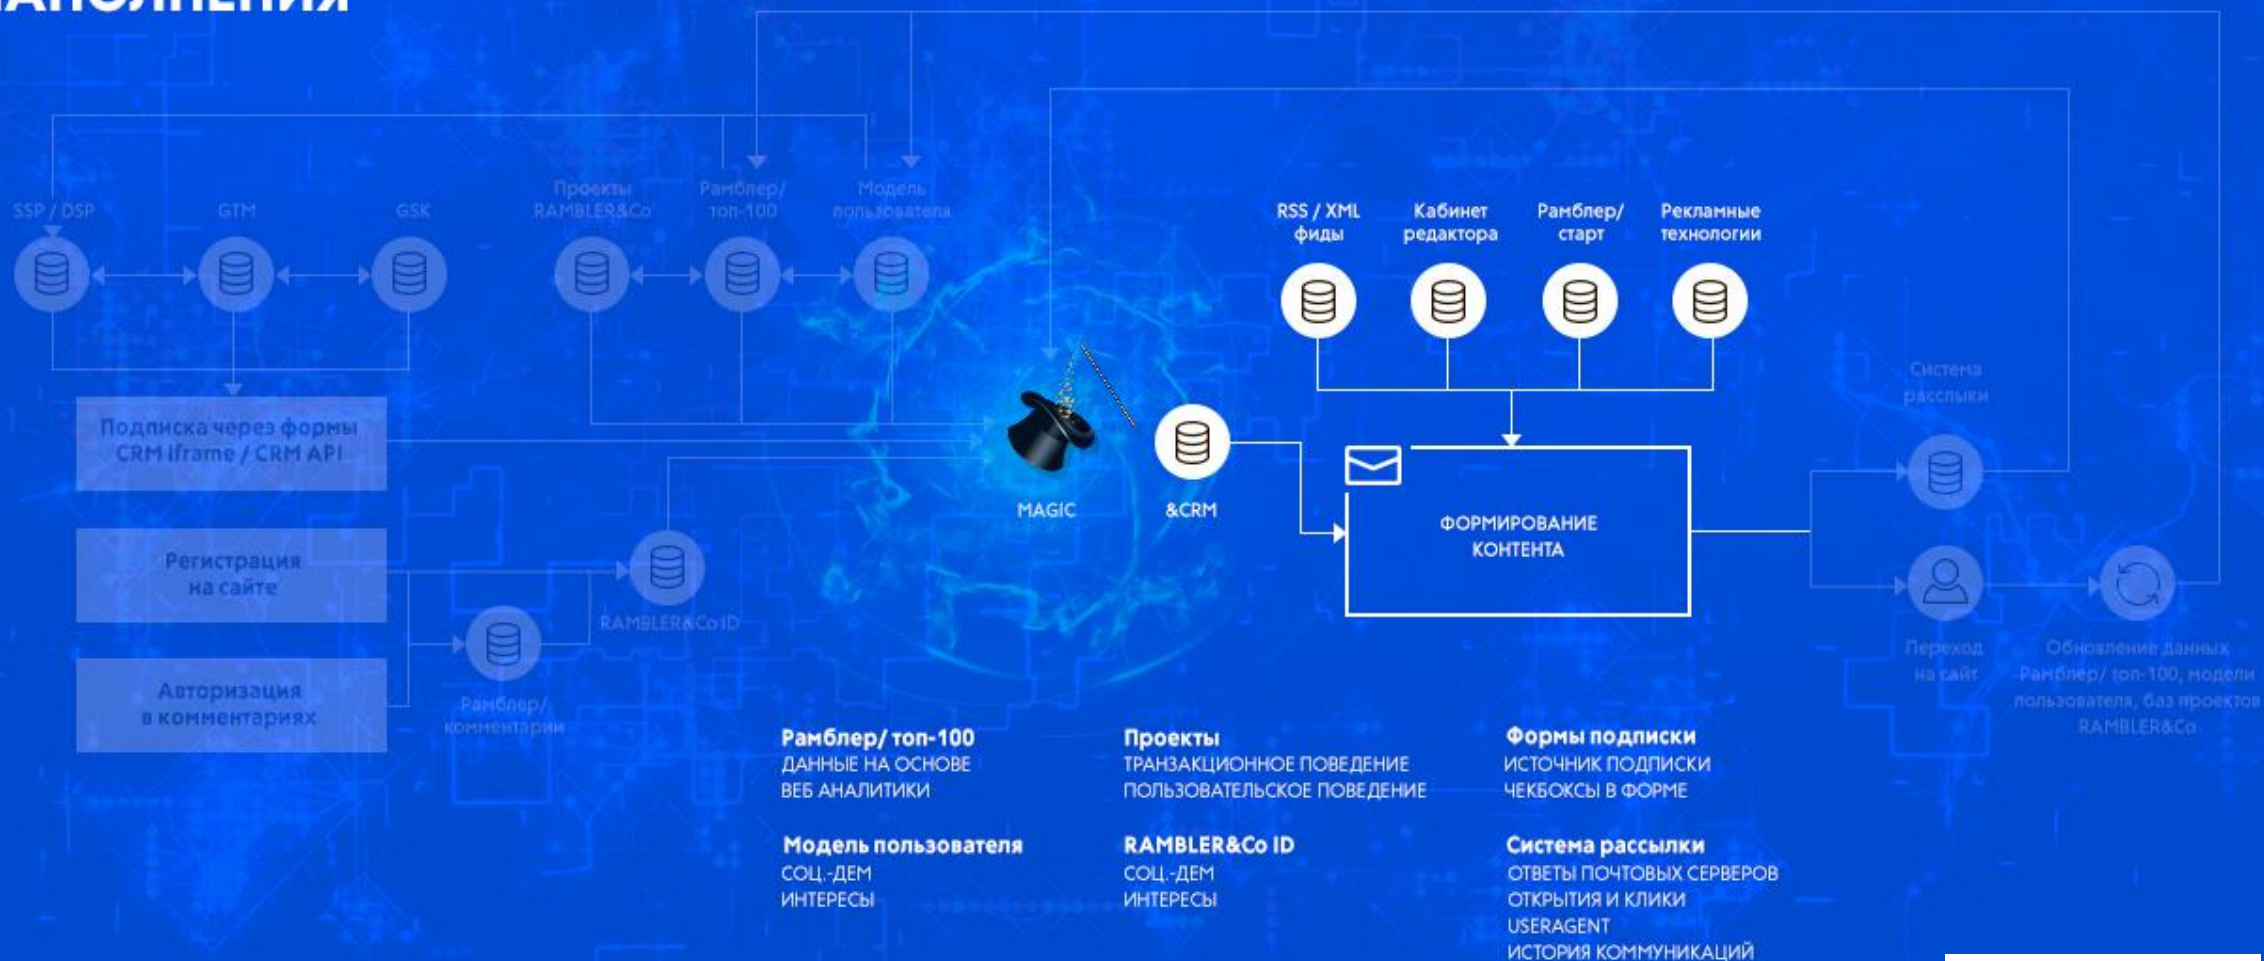 SSP / DSP
GTM
GSK
Проекты
RAMBLER&Co
Рамблер/
топ-100
Модель
пользователя
RSS / XML
фиды
Кабинет
редактора
Рамблер/
старт
Рекламные
технологии
Подписка через формы
CRM iframe / CRM API
Регистрация
на сайте
Авторизация
в комментариях
Рамблер/
комментарии
RAMBLER&Co ID
MAGIC
&CRM
ФОРМИРОВАНИЕ
КОНТЕНТА
Система
рассылки
Переход
на сайт
Обновление данных
Рамблер/ топ-100, модели
пользователя, баз проектов
RAMBLER&Co
Рамблер/ топ-100
ДАННЫЕ НА ОСНОВЕ
ВЕБ АНАЛИТИКИ
Проекты
ТРАНЗАКЦИОННОЕ ПОВЕДЕНИЕ
ПОЛЬЗОВАТЕЛЬСКОЕ ПОВЕДЕНИЕ
Формы подписки
ИСТОЧНИК ПОДПИСКИ
ЧЕКБОКСЫ В ФОРМЕ
Модель пользователя
СОЦ.-ДЕМ
ИНТЕРЕСЫ
RAMBLER&Co ID
СОЦ.-ДЕМ
ИНТЕРЕСЫ
Система рассылки
ОТВЕТЫ ПОЧТОВЫХ СЕРВЕРОВ
ОТКРЫТИЯ И КЛИКИ
USERAGENT
ИСТОРИЯ КОММУНИКАЦИЙ